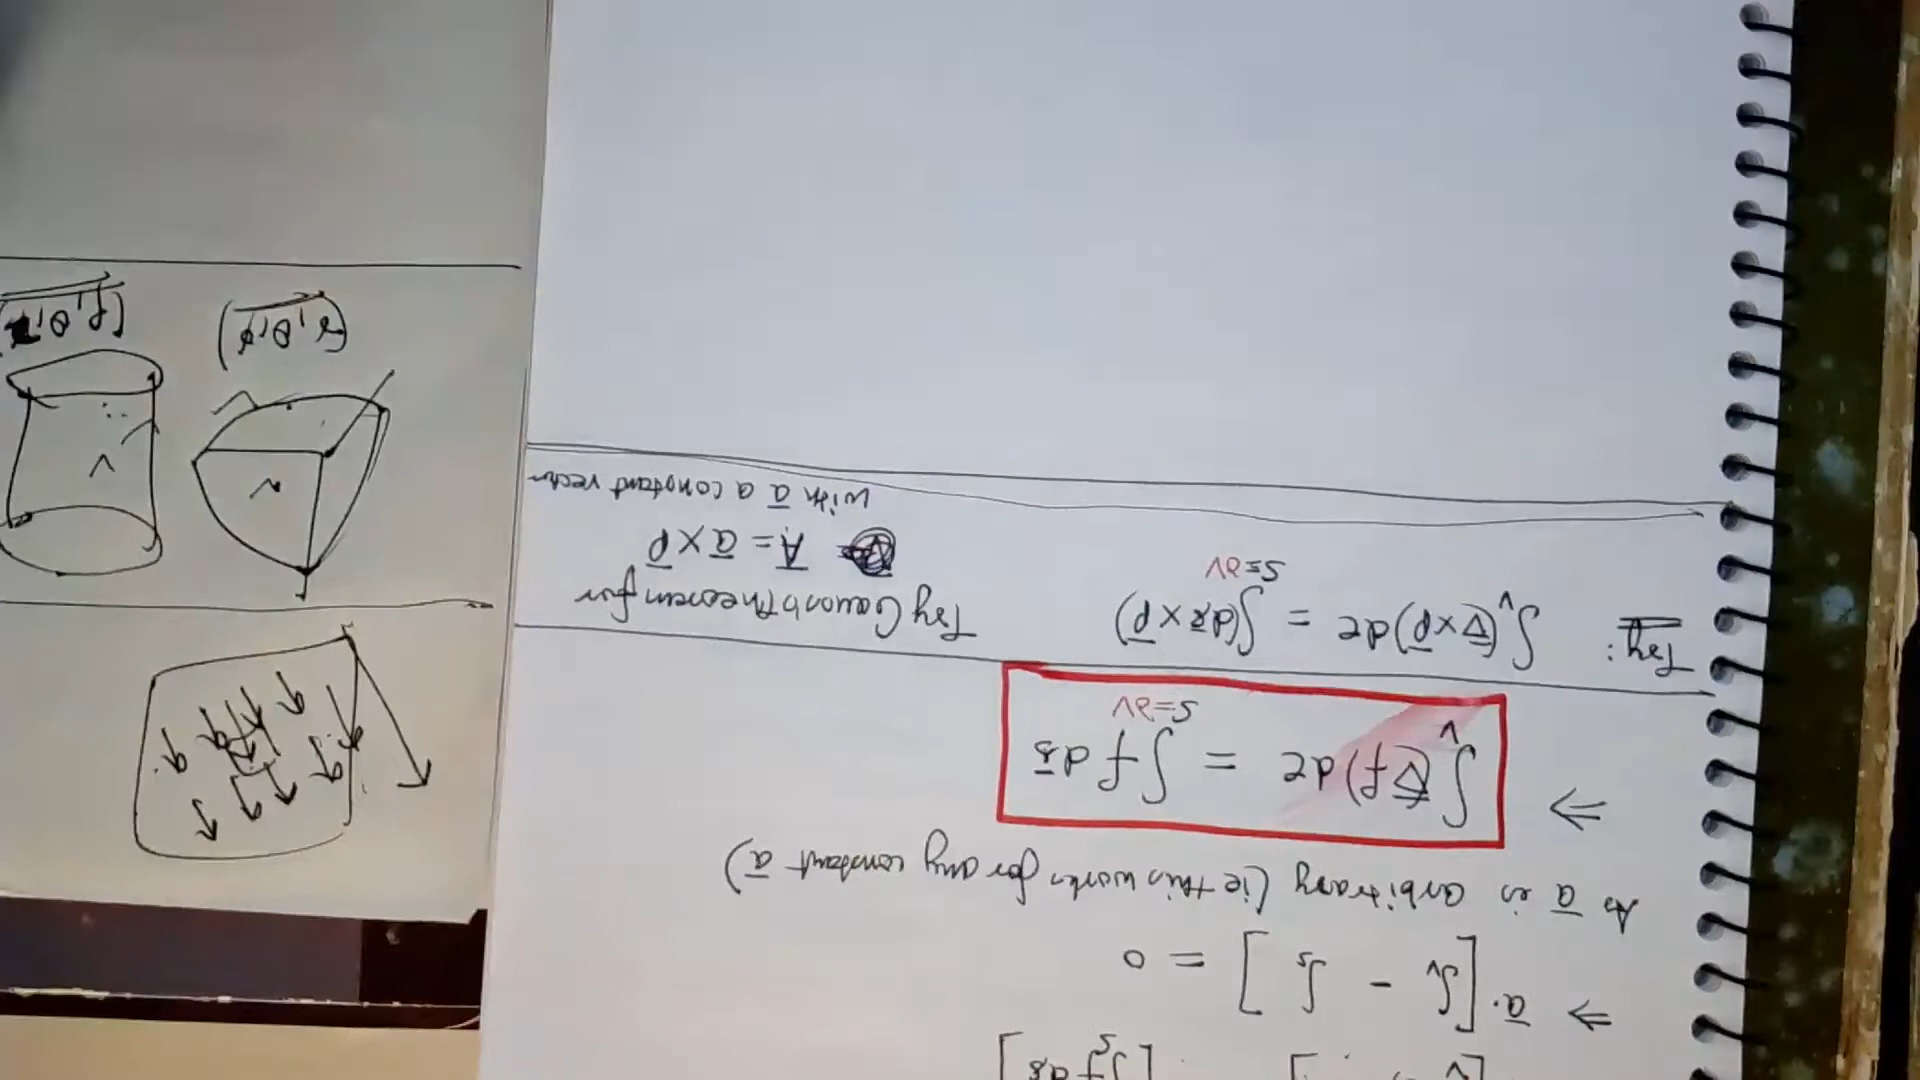 ⇒ a̲·[∫_V - ∫_S] = 0
As a̲ is arbitrary (ie this works for any constant a̲)
⇒ ∫_V (∇̲f) dτ = ∫_{S=∂V} f ds̲
Try: ∫_V (∇̲×P̲) dτ = ∫_{S=∂V} (ds̲×P̲)
Try Gauss's theorem for
A̲ = a̲ × P̲
with a̲ a constant vector
(r, θ, φ)
V
V